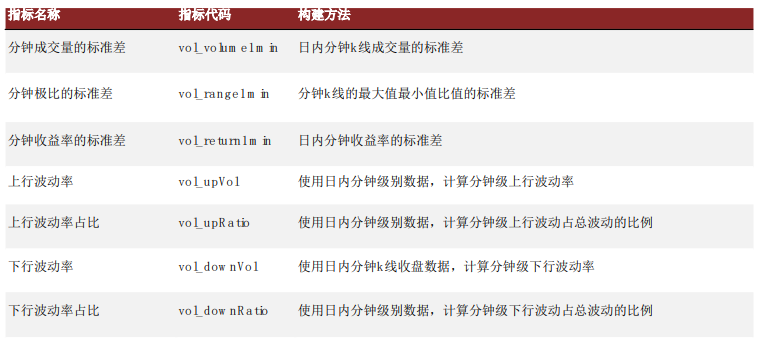 指标名称 指标代码 构建方法
分钟成交量的标准差 vol_volume1min 日内分钟k线成交量的标准差
分钟极比的标准差 vol_range1min 分钟k线的最大值最小值比值的标准差
分钟收益率的标准差 vol_return1min 日内分钟收益率的标准差
上行波动率 vol_upVol 使用日内分钟级别数据，计算分钟级上行波动率
上行波动率占比 vol_upRatio 使用日内分钟级别数据，计算分钟级上行波动占总波动的比例
下行波动率 vol_downVol 使用日内分钟k线收盘数据，计算分钟级下行波动率
下行波动率占比 vol_downRatio 使用日内分钟级别数据，计算分钟级下行波动占总波动的比例